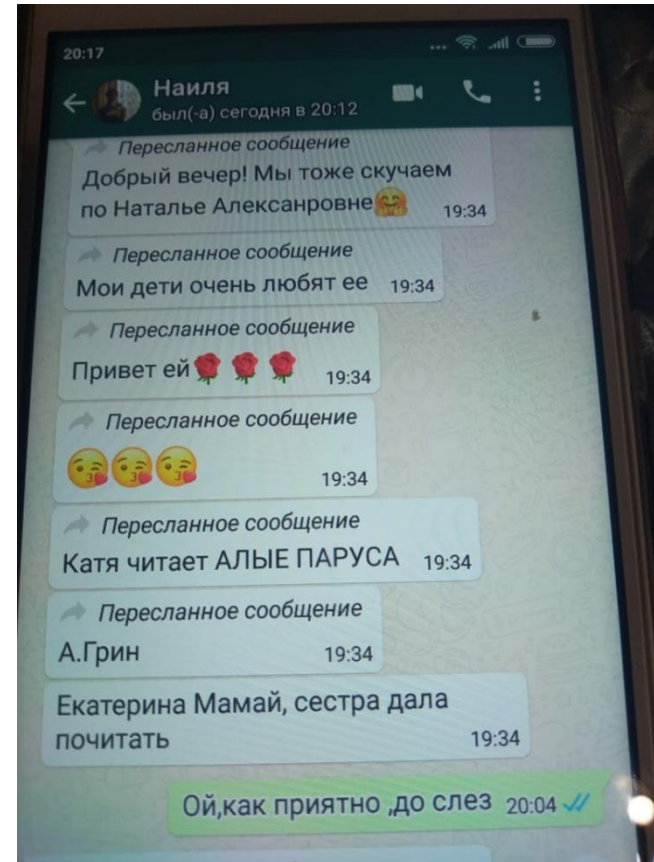 20:17
Наиля
был(-а) сегодня в 20:12
Пересланное сообщение
Добрый вечер! Мы тоже скучаем
по Наталье Алексанровне🤗 19:34
Пересланное сообщение
Мои дети очень любят ее 19:34
Пересланное сообщение
Привет ей🌹🌹🌹 19:34
Пересланное сообщение
😘😘😘 19:34
Пересланное сообщение
Катя читает АЛЫЕ ПАРУСА 19:34
Пересланное сообщение
А.Грин 19:34
Екатерина Мамай, сестра дала
почитать 19:34
Ой,как приятно ,до слез 20:04